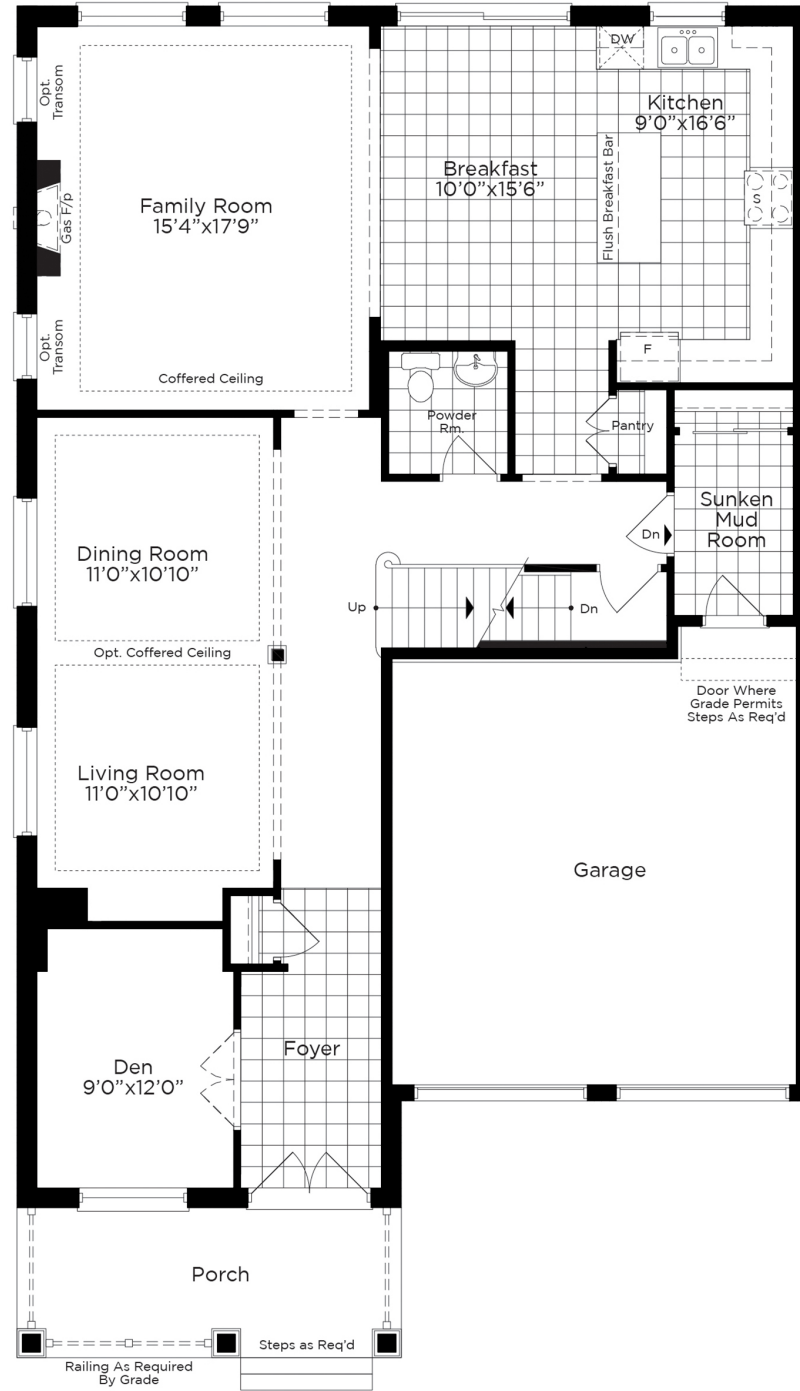 DW
Opt.
Transom
Kitchen
9'0"x16'6"
Flush Breakfast Bar
Breakfast
10'0"x15'6"
S
Gas F/p
Family Room
15'4"x17'9"
Opt.
Transom
F
Coffered Ceiling
Powder
Rm.
Pantry
Sunken
Mud
Room
Dn
Dining Room
11'0"x10'10"
Up
Dn
Opt. Coffered Ceiling
Door Where
Grade Permits
Steps As Req'd
Living Room
11'0"x10'10"
Garage
Foyer
Den
9'0"x12'0"
Porch
Steps as Req'd
Railing As Required
By Grade